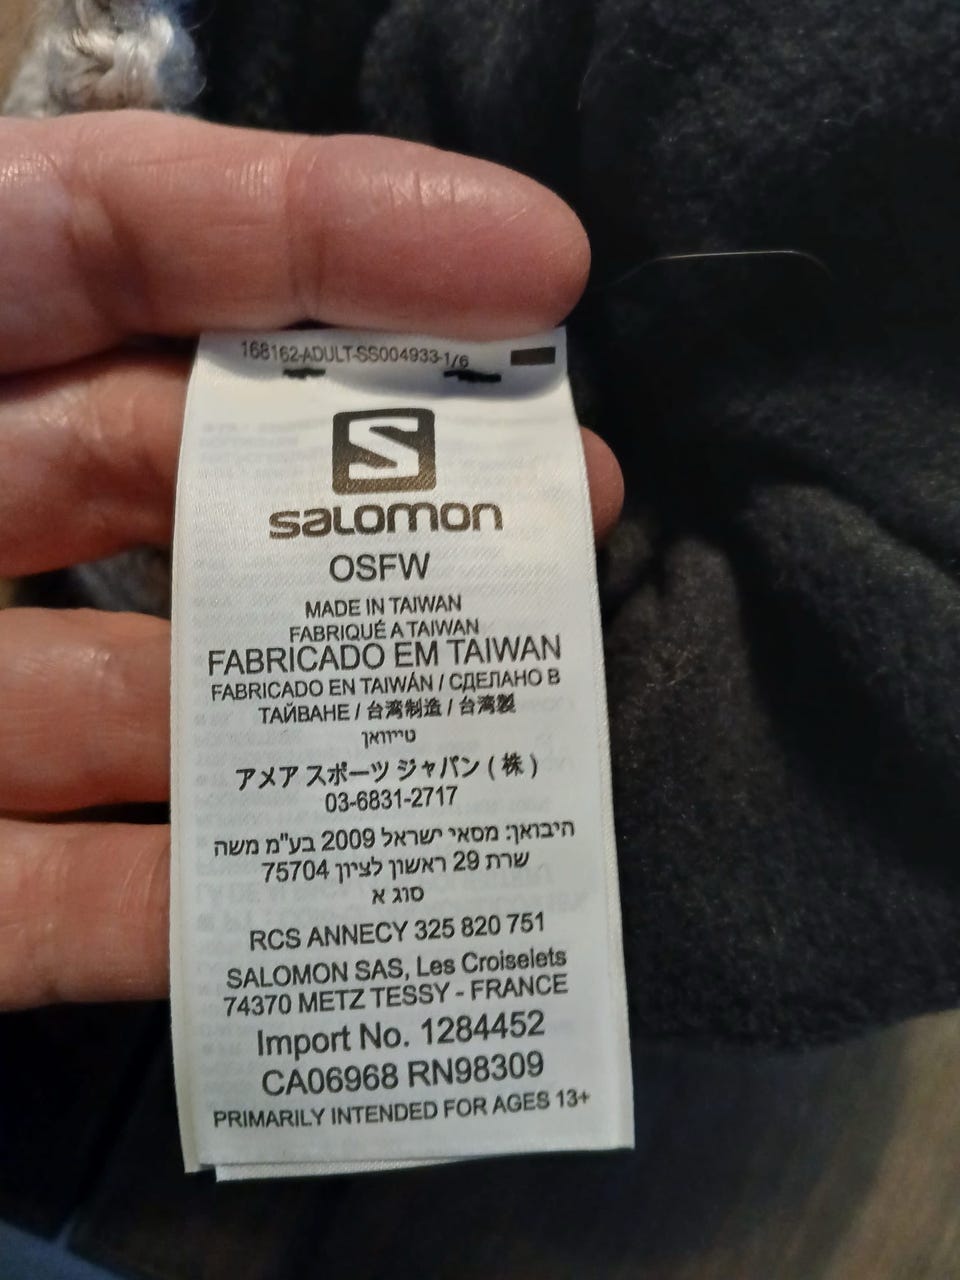 168162-ADULT-SS004933-1/6
S
salomon
OSFW
MADE IN TAIWAN
FABRIQUÉ A TAIWAN
FABRICADO EM TAIWAN
FABRICADO EN TAIWÁN / СДЕЛАНО В
ТАЙВАНЕ / 台湾制造 / 台湾製
טייוואן
アメア スポーツ ジャパン ( 株 )
03-6831-2717
היבואן: מסאי ישראל 2009 בע"מ משה
שרת 29 ראשון לציון 75704
סוג א
RCS ANNECY 325 820 751
SALOMON SAS, Les Croiselets
74370 METZ TESSY - FRANCE
Import No. 1284452
CA06968 RN98309
PRIMARILY INTENDED FOR AGES 13+